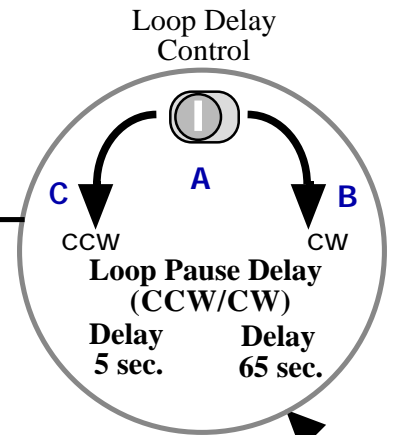 Loop Delay
Control
A
C
B
CCW
CW
Loop Pause Delay
(CCW/CW)
Delay Delay
5 sec. 65 sec.